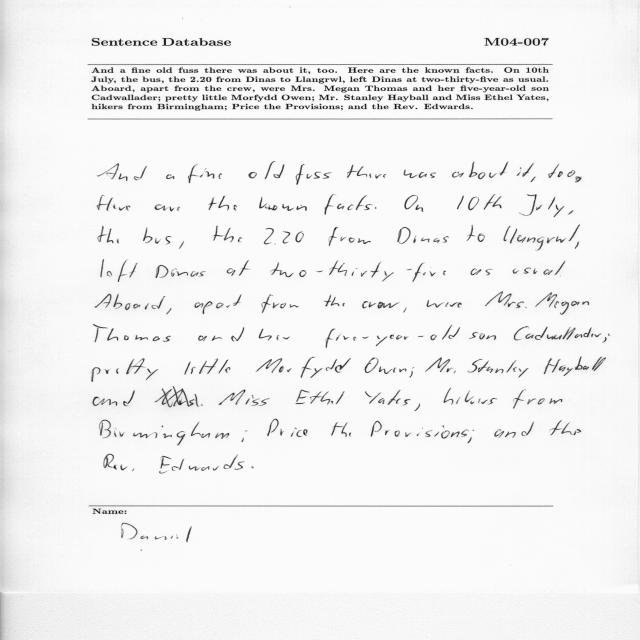 Sentence Database M04-007
And a fine old fuss there was about it, too. Here are the known facts. On 10th
July, the bus, the 2.20 from Dinas to Llangrwl, left Dinas at two-thirty-five as usual.
Aboard, apart from the crew, were Mrs. Megan Thomas and her five-year-old son
Cadwallader; pretty little Morfydd Owen; Mr. Stanley Hayball and Miss Ethel Yates,
hikers from Birmingham; Price the Provisions; and the Rev. Edwards.
And a fine old fuss there was about it, too,
Here are the known facts. On 10th July,
the bus, the 2.20 from Dinas to Llangrwl,
left Dinas at two-thirty-five as usual
Aboard, apart from the crew, were Mrs. Megan
Thomas and her five-year-old son Cadwallader;
pretty little Morfydd Owen; Mr. Stanley Hayball
and Miss Ethel Yates, hikers from
Birmingham; Price the Provisions; and the
Rev. Edwards.
Name:
Daniel